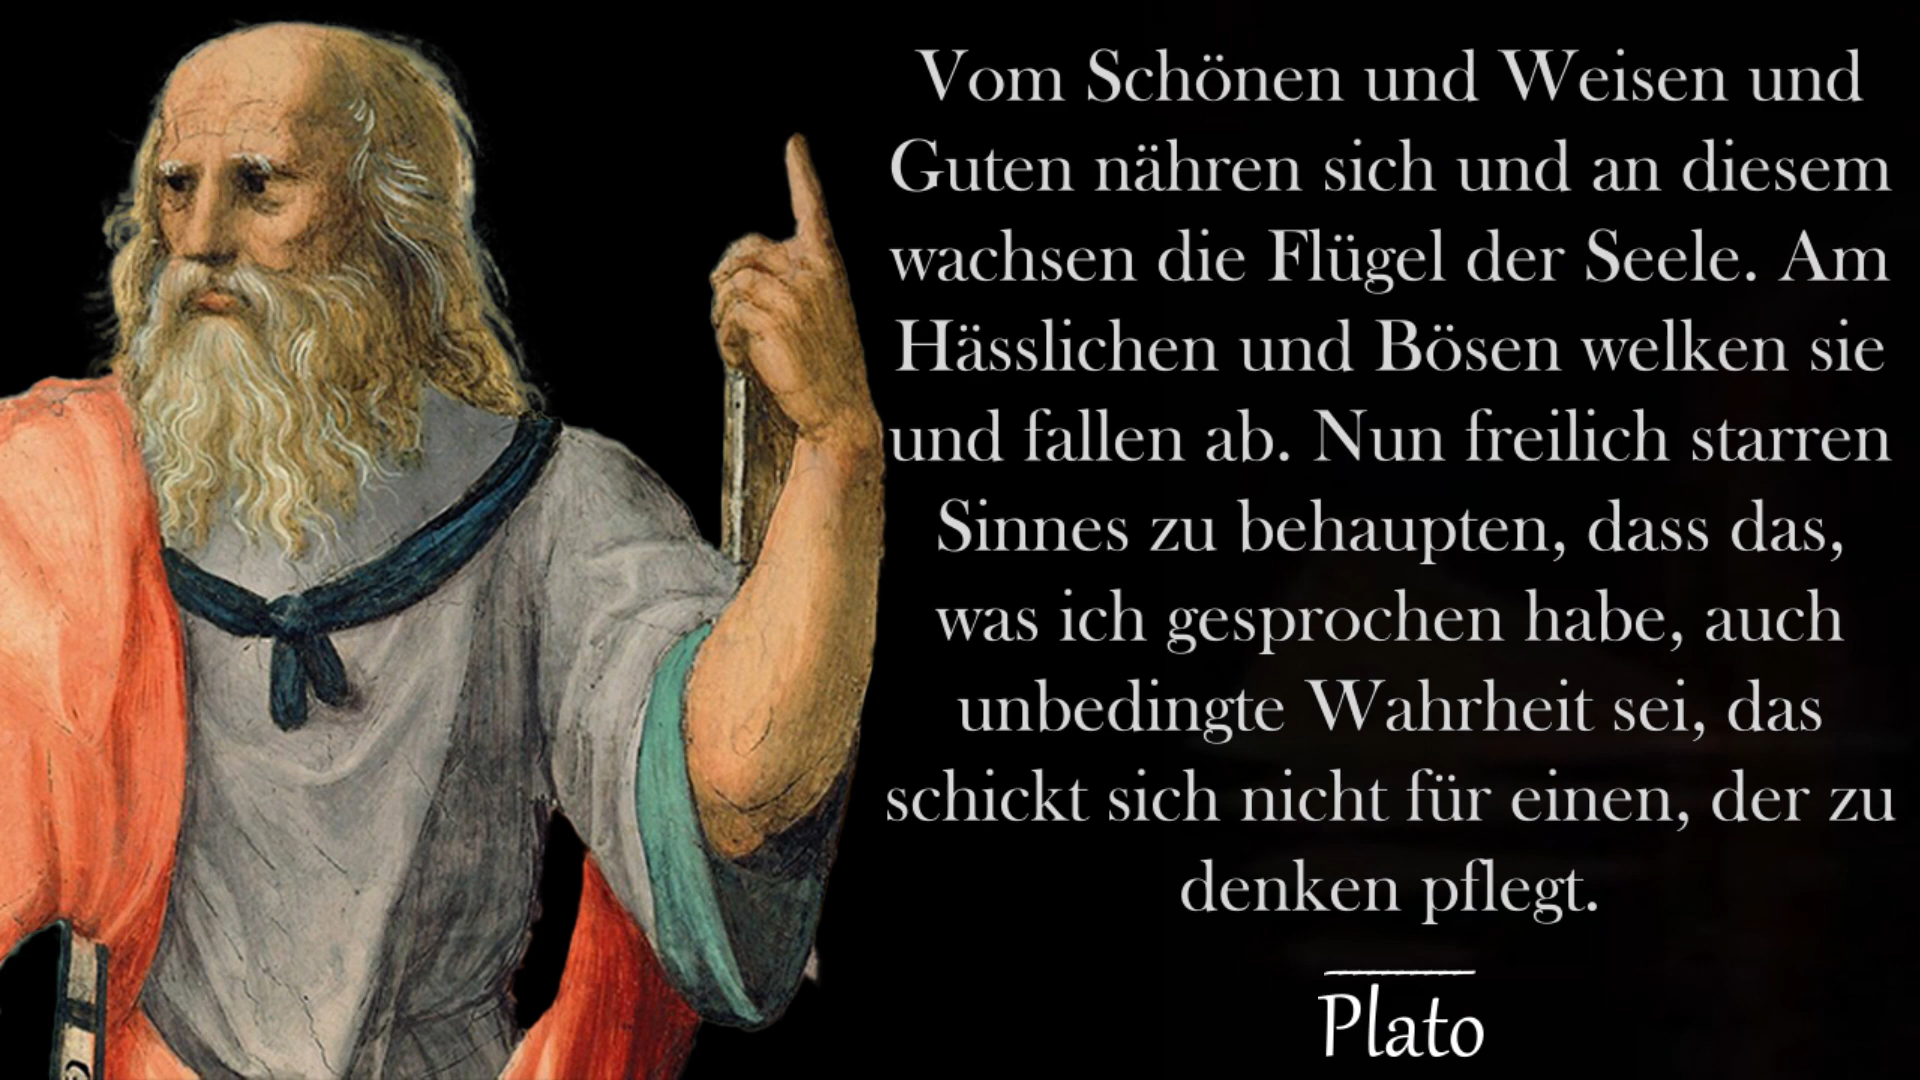 Vom Schönen und Weisen und
Guten nähren sich und an diesem
wachsen die Flügel der Seele. Am
Hässlichen und Bösen welken sie
und fallen ab. Nun freilich starren
Sinnes zu behaupten, dass das,
was ich gesprochen habe, auch
unbedingte Wahrheit sei, das
schickt sich nicht für einen, der zu
denken pflegt.
Plato